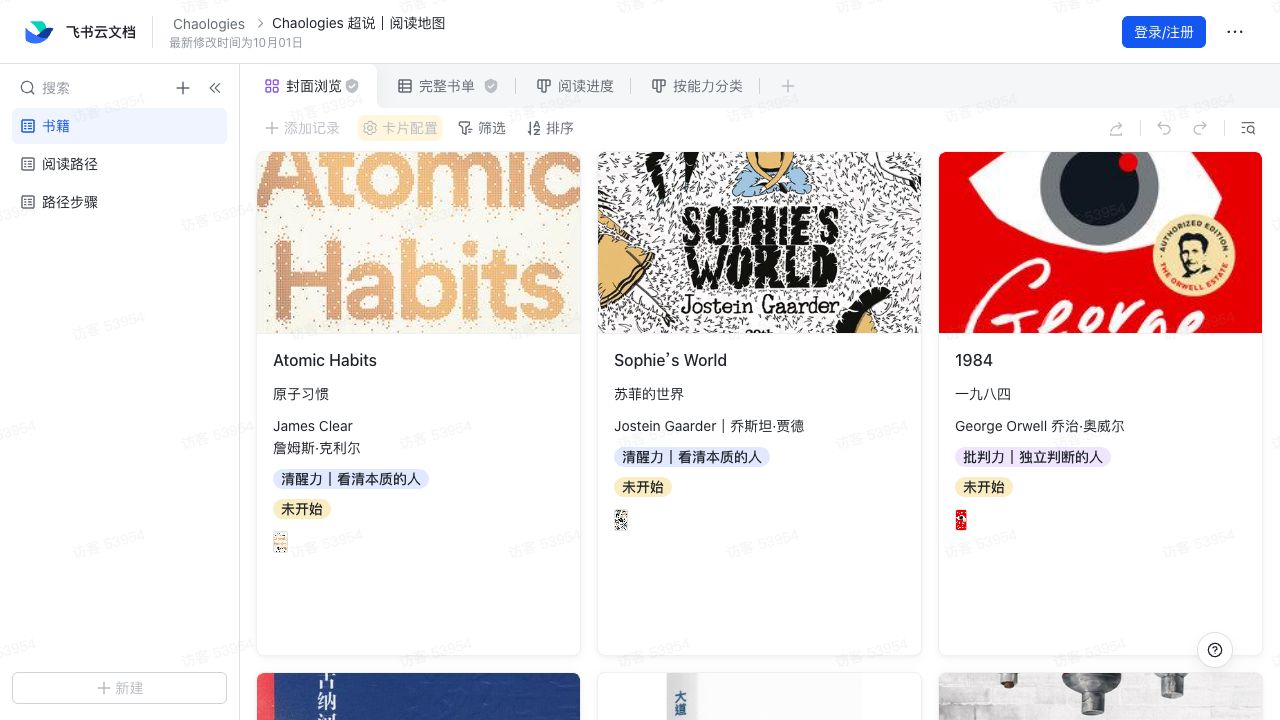 飞书云文档
Chaologies
Chaologies 超说｜阅读地图
最新修改时间为10月01日
登录/注册
搜索
书籍
阅读路径
路径步骤
新建
封面浏览
完整书单
阅读进度
按能力分类
添加记录
卡片配置
筛选
排序
Atomic
Habits
Atomic Habits
原子习惯
James Clear
詹姆斯·克利尔
清醒力｜看清本质的人
未开始
SOPHIE'S
WORLD
Jostein Gaarder
Sophie’s World
苏菲的世界
Jostein Gaarder｜乔斯坦·贾德
清醒力｜看清本质的人
未开始
AUTHORIZED EDITION
THE ORWELL ESTATE
George
1984
一九八四
George Orwell 乔治·奥威尔
批判力｜独立判断的人
未开始
古纳
大道
访客 53954